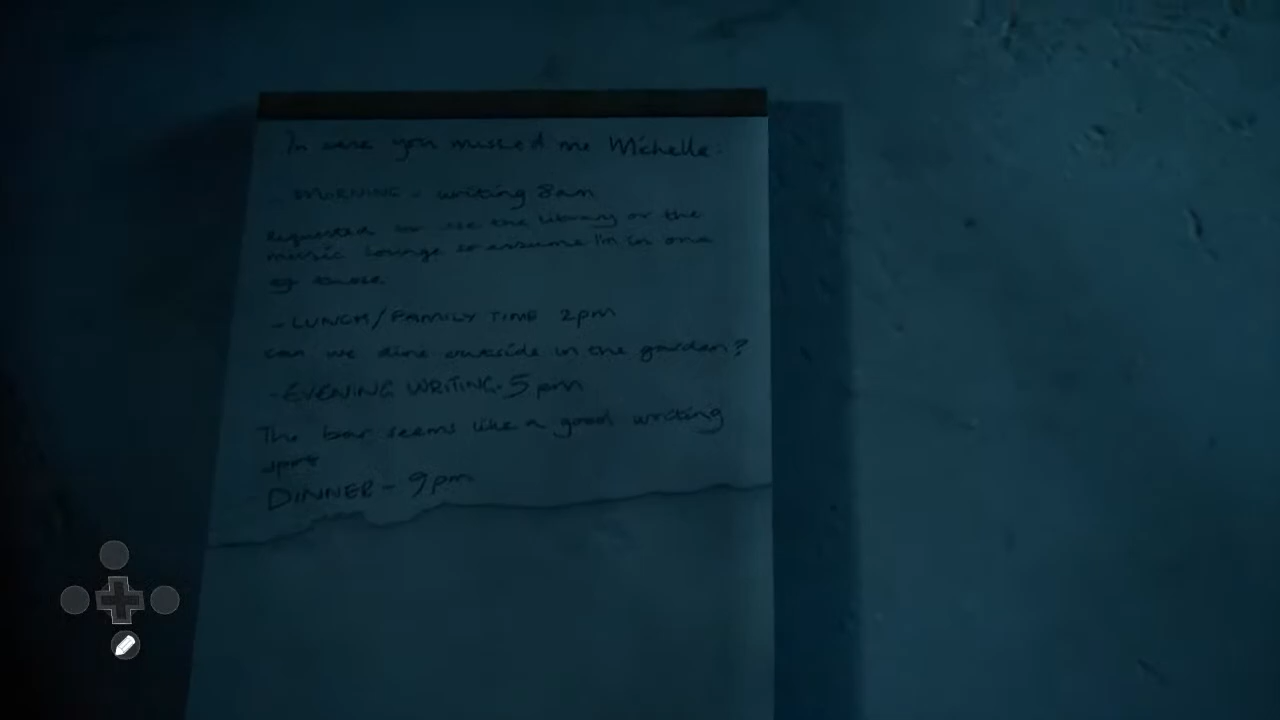 In case you missed me Michelle.
- MORNING - writing 8am
Requested to use the library or the
music lounge so assume I'm in one
of those.
- LUNCH/FAMILY TIME 2pm
can we dine outside in the garden?
- EVENING WRITING - 5pm
The bar seems like a good writing
spot
DINNER - 9pm